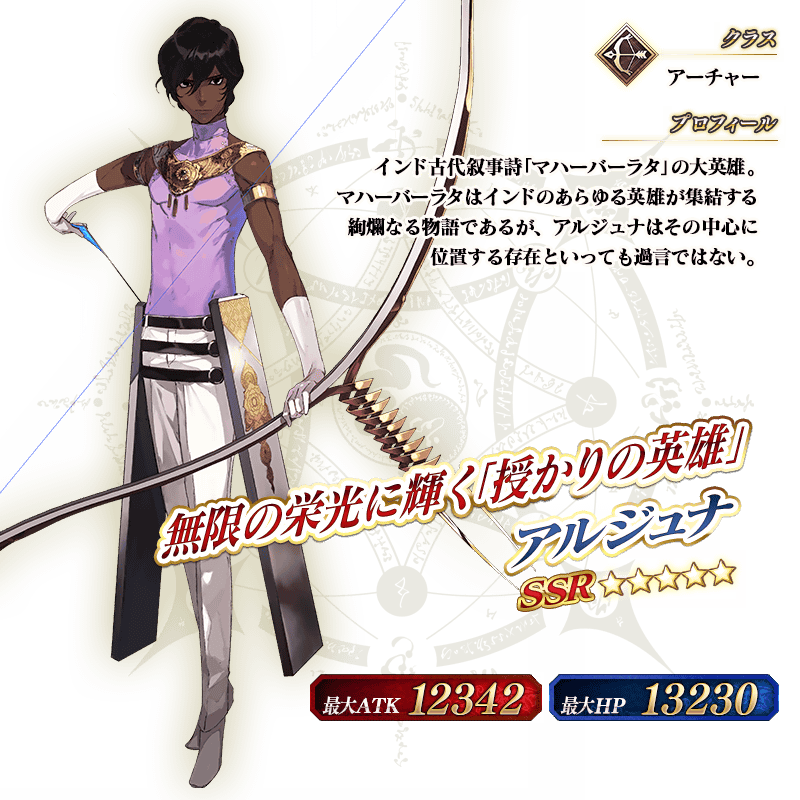 クラス
アーチャー
プロフィール
インド古代叙事詩「マハーバーラタ」の大英雄。
マハーバーラタはインドのあらゆる英雄が集結する
絢爛なる物語であるが、アルジュナはその中心に
位置する存在といっても過言ではない。
無限の栄光に輝く「授かりの英雄」
アルジュナ
SSR ☆☆☆☆☆
最大ATK 12342
最大HP 13230